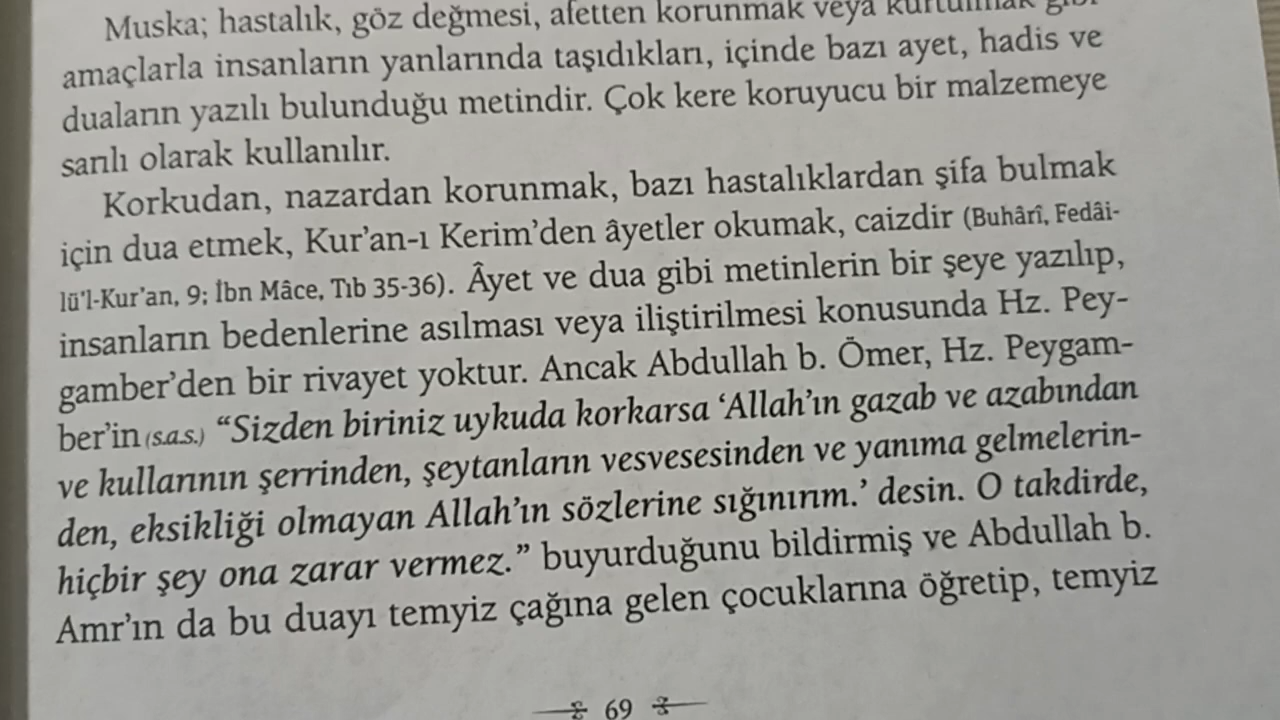 Muska; hastalık, göz değmesi, afetten korunmak veya kurtulmak gibi
amaçlarla insanların yanlarında taşıdıkları, içinde bazı ayet, hadis ve
duaların yazılı bulunduğu metindir. Çok kere koruyucu bir malzemeye
sarılı olarak kullanılır.
Korkudan, nazardan korunmak, bazı hastalıklardan şifa bulmak
için dua etmek, Kur’an-ı Kerim’den âyetler okumak, caizdir (Buhârî, Fedâi-
lü’l-Kur’an, 9; İbn Mâce, Tıb 35-36). Âyet ve dua gibi metinlerin bir şeye yazılıp,
insanların bedenlerine asılması veya iliştirilmesi konusunda Hz. Pey-
gamber’den bir rivayet yoktur. Ancak Abdullah b. Ömer, Hz. Peygam-
ber’in (s.a.s.) “Sizden biriniz uykuda korkarsa ‘Allah’ın gazab ve azabından
ve kullarının şerrinden, şeytanların vesvesesinden ve yanıma gelmelerin-
den, eksikliği olmayan Allah’ın sözlerine sığınırım.’ desin. O takdirde,
hiçbir şey ona zarar vermez.” buyurduğunu bildirmiş ve Abdullah b.
Amr’ın da bu duayı temyiz çağına gelen çocuklarına öğretip, temyiz
69